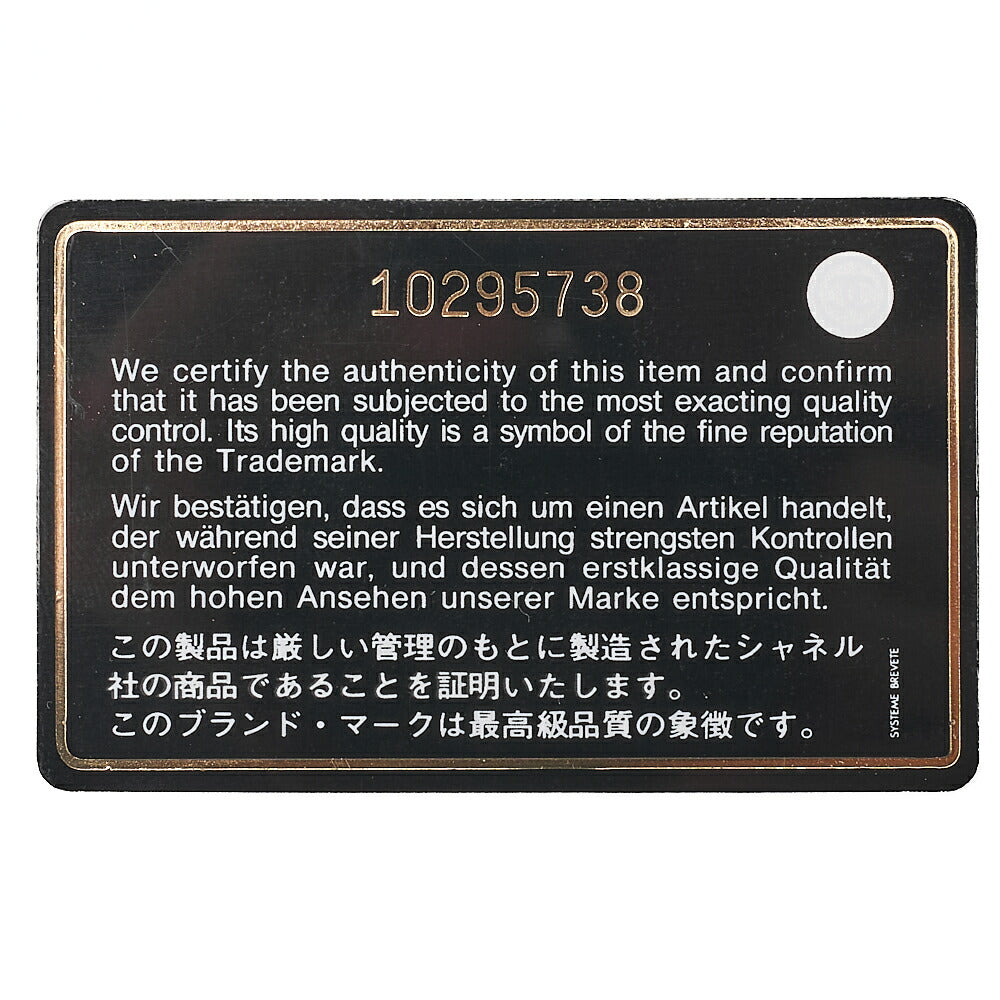 10295738
We certify the authenticity of this item and confirm
that it has been subjected to the most exacting quality
control. Its high quality is a symbol of the fine reputation
of the Trademark.
Wir bestätigen, dass es sich um einen Artikel handelt,
der während seiner Herstellung strengsten Kontrollen
unterworfen war, und dessen erstklassige Qualität
dem hohen Ansehen unserer Marke entspricht.
この製品は厳しい管理のもとに製造されたシャネル
社の商品であることを証明いたします。
このブランド・マークは最高級品質の象徴です。
SYSTEME BREVETE